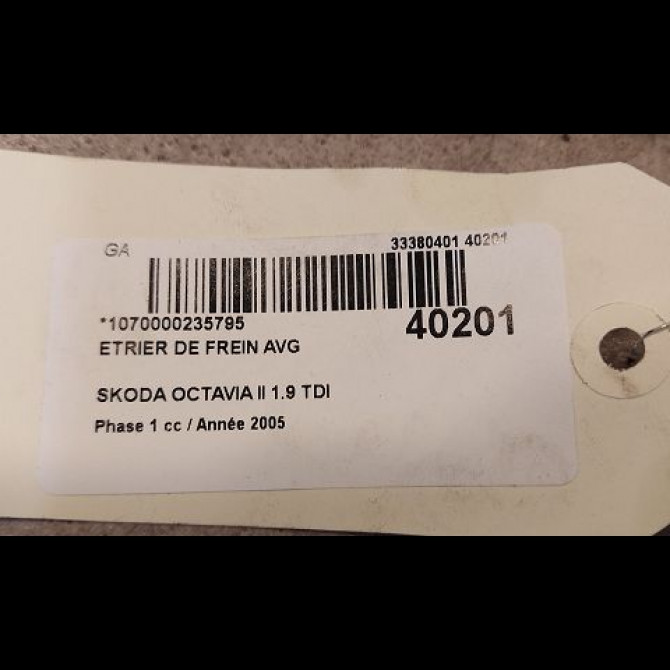 GA 33380401 40201
*1070000235795 40201
ETRIER DE FREIN AVG
SKODA OCTAVIA II 1.9 TDI
Phase 1 cc / Année 2005